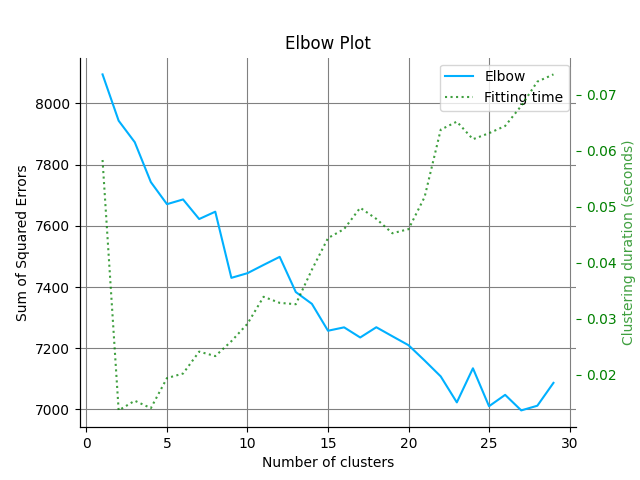 Elbow Plot
Elbow
Fitting time
8000
7800
7600
7400
7200
7000
Sum of Squared Errors
0.07
0.06
0.05
0.04
0.03
0.02
Clustering duration (seconds)
0 5 10 15 20 25 30
Number of clusters